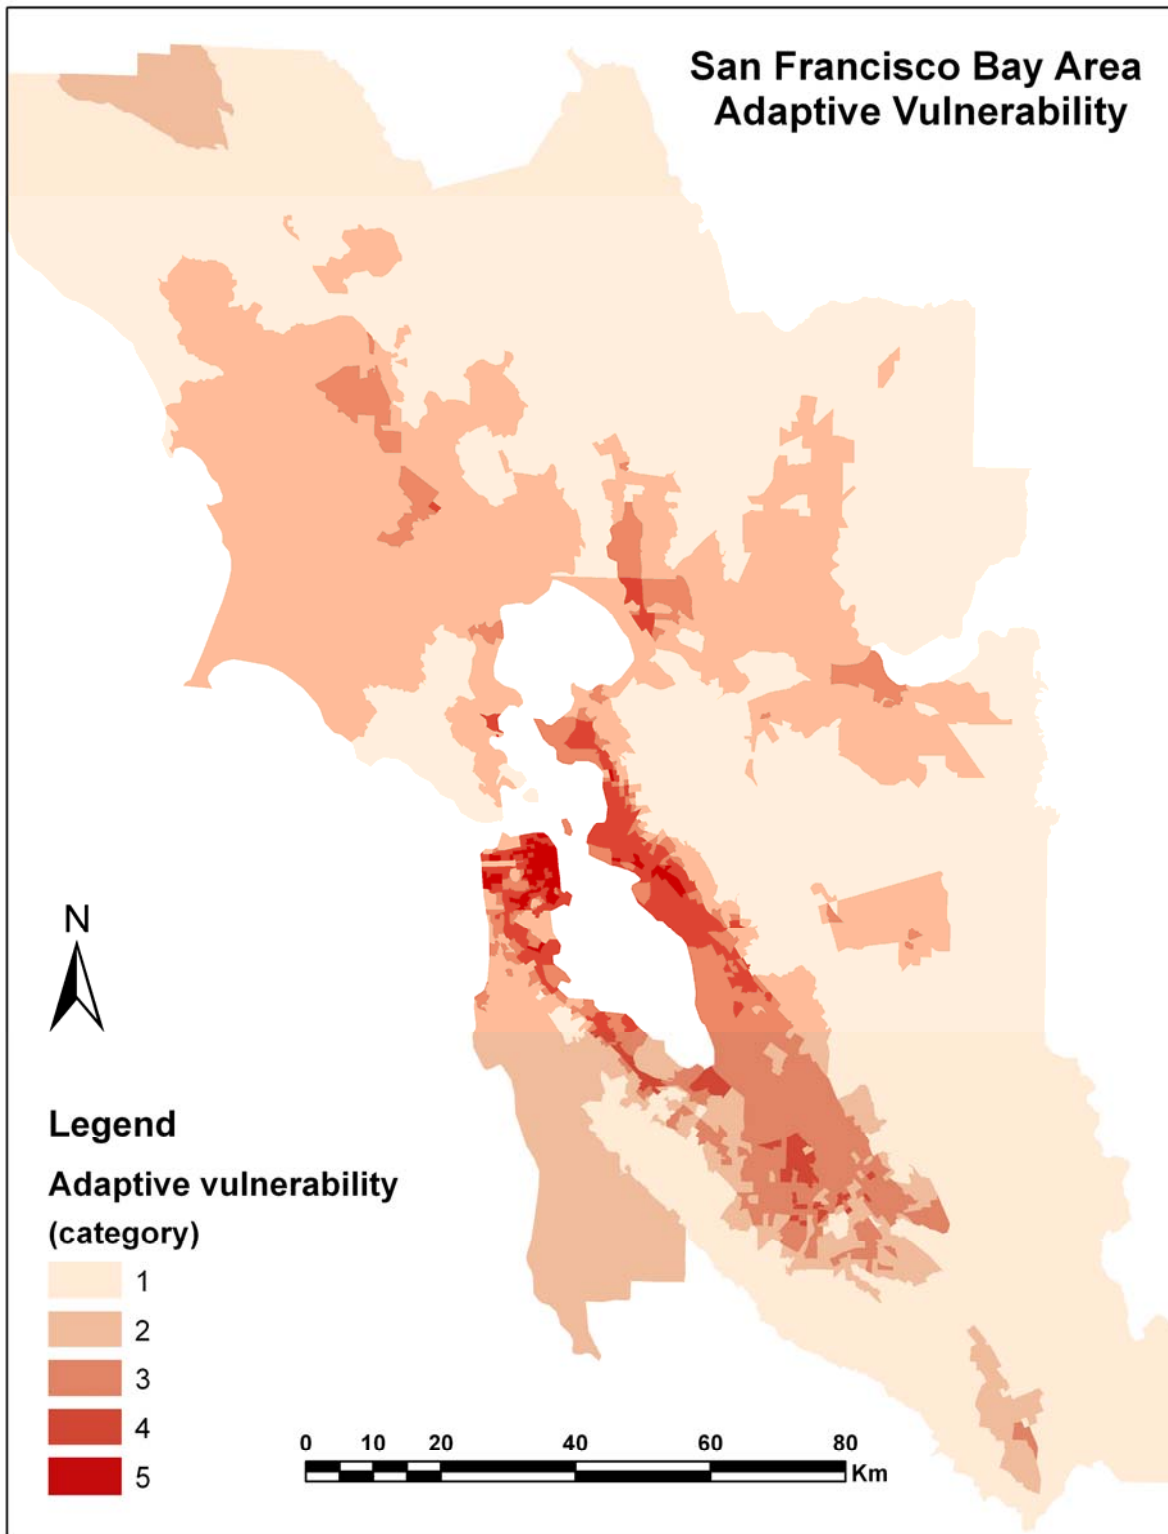 San Francisco Bay Area
Adaptive Vulnerability
N
Legend
Adaptive vulnerability
(category)
1
2
3
4
5
0 10 20 40 60 80
Km